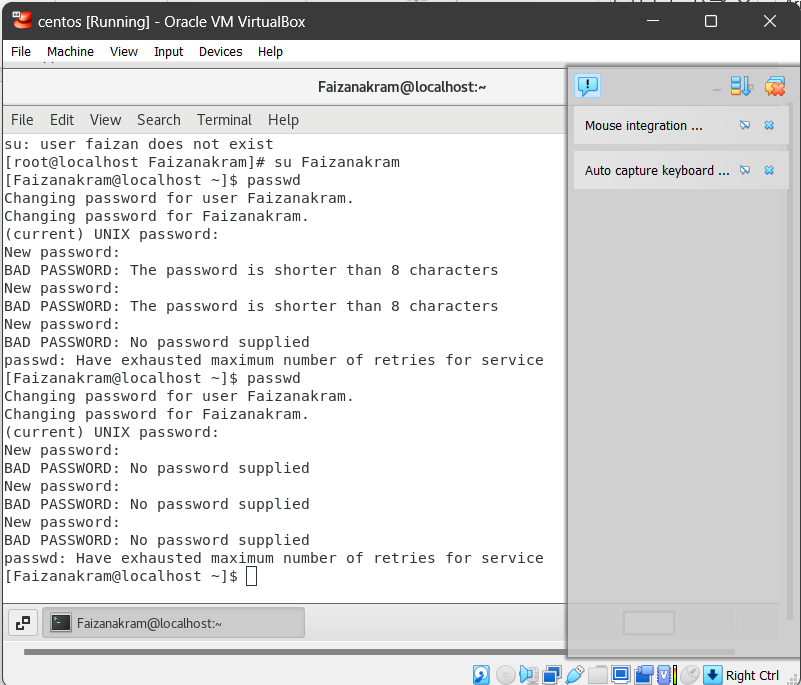 centos [Running] - Oracle VM VirtualBox
File Machine View Input Devices Help
Faizanakram@localhost:~
File Edit View Search Terminal Help
su: user faizan does not exist
[root@localhost Faizanakram]# su Faizanakram
[Faizanakram@localhost ~]$ passwd
Changing password for user Faizanakram.
Changing password for Faizanakram.
(current) UNIX password:
New password:
BAD PASSWORD: The password is shorter than 8 characters
New password:
BAD PASSWORD: The password is shorter than 8 characters
New password:
BAD PASSWORD: No password supplied
passwd: Have exhausted maximum number of retries for service
[Faizanakram@localhost ~]$ passwd
Changing password for user Faizanakram.
Changing password for Faizanakram.
(current) UNIX password:
New password:
BAD PASSWORD: No password supplied
New password:
BAD PASSWORD: No password supplied
New password:
BAD PASSWORD: No password supplied
passwd: Have exhausted maximum number of retries for service
[Faizanakram@localhost ~]$
Mouse integration ...
Auto capture keyboard ...
Faizanakram@localhost:~
Right Ctrl